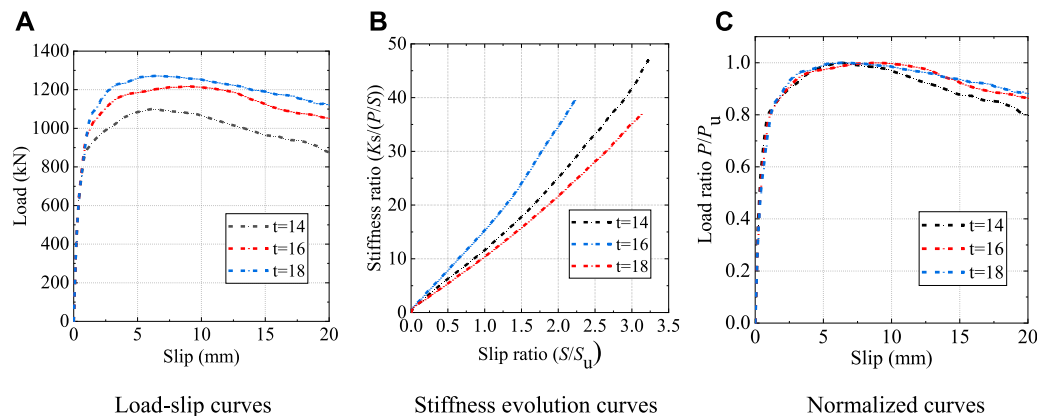 A
1400
1200
1000
800
600
400
200
0
Load (kN)
0 5 10 15 20
Slip (mm)
t=14
t=16
t=18
Load-slip curves
B
50
40
30
20
10
0
Stiffness ratio (Ks/(P/S))
0.0 0.5 1.0 1.5 2.0 2.5 3.0 3.5
Slip ratio (S/Su)
t=14
t=16
t=18
Stiffness evolution curves
C
1.0
0.8
0.6
0.4
0.2
0.0
Load ratio P/Pu
0 5 10 15 20
Slip (mm)
t=14
t=16
t=18
Normalized curves